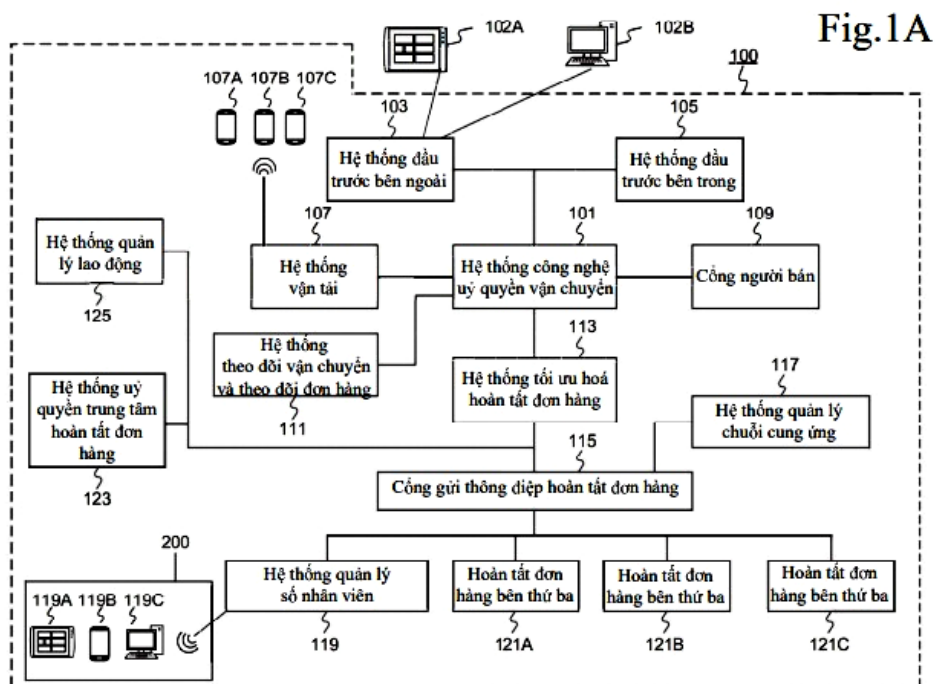 Fig.1A
102A
102B
100
107A 107B 107C
103
105
Hệ thống đầu
trước bên ngoài
Hệ thống đầu
trước bên trong
107
101
109
Hệ thống quản
lý lao động
125
Hệ thống
vận tải
Hệ thống công nghệ
uỷ quyền vận chuyển
Cổng người bán
Hệ thống
theo dõi vận chuyển
và theo dõi đơn hàng
111
113
Hệ thống tối ưu hoá
hoàn tất đơn hàng
117
Hệ thống quản lý
chuỗi cung ứng
Hệ thống uỷ
quyền trung tâm
hoàn tất đơn
hàng
123
115
Cổng gửi thông điệp hoàn tất đơn hàng
200
119A 119B 119C
Hệ thống quản lý
số nhân viên
119
Hoàn tất đơn
hàng bên thứ ba
121A
Hoàn tất đơn
hàng bên thứ ba
121B
Hoàn tất đơn
hàng bên thứ ba
121C